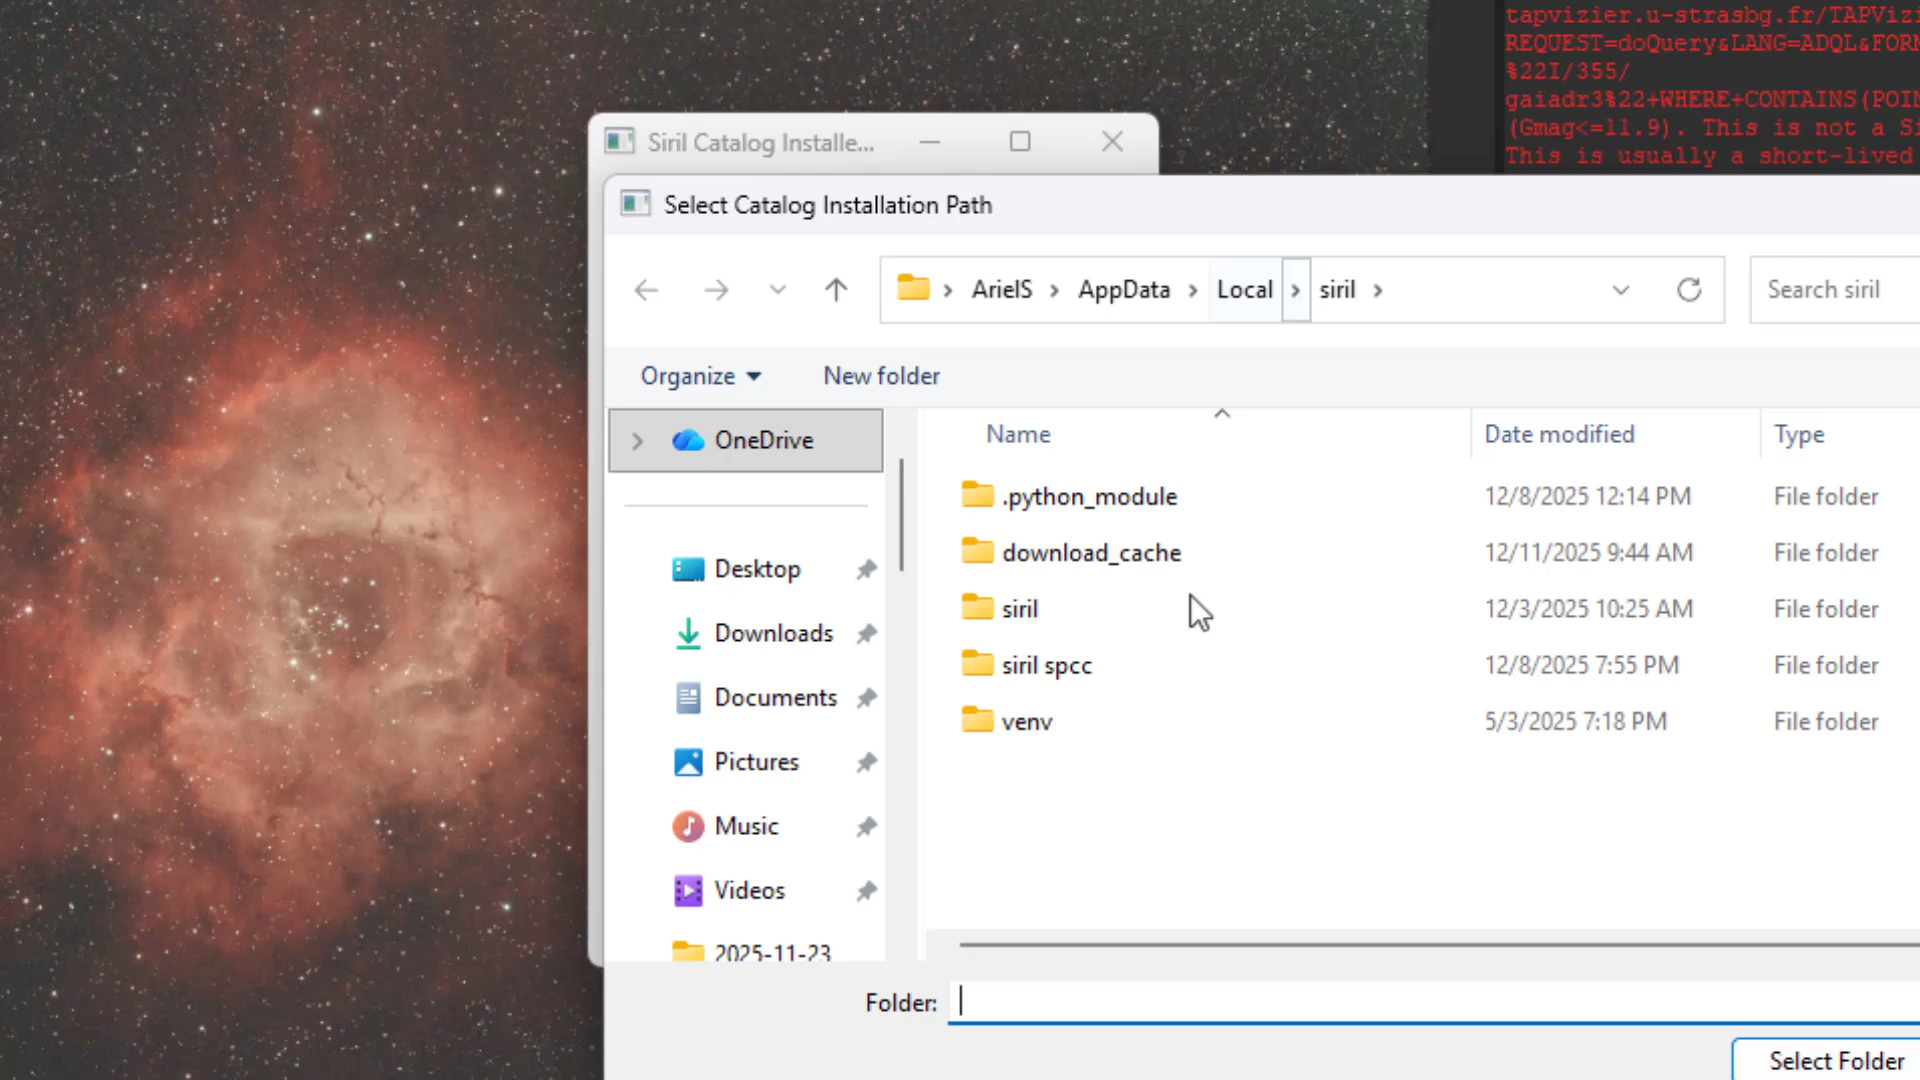 tapvizier.u-strasbg.fr/TAPVizi
REQUEST=doQuery&LANG=ADQL&FORM
%22I/355/
gaiadr3%22+WHERE+CONTAINS(POIN
(Gmag<=11.9). This is not a Si
This is usually a short-lived
Siril Catalog Installe...
Select Catalog Installation Path
ArielS > AppData > Local > siril >
Search siril
Organize
New folder
OneDrive
Desktop
Downloads
Documents
Pictures
Music
Videos
2025-11-23
Name Date modified Type
.python_module 12/8/2025 12:14 PM File folder
download_cache 12/11/2025 9:44 AM File folder
siril 12/3/2025 10:25 AM File folder
siril spcc 12/8/2025 7:55 PM File folder
venv 5/3/2025 7:18 PM File folder
Folder:
Select Folder